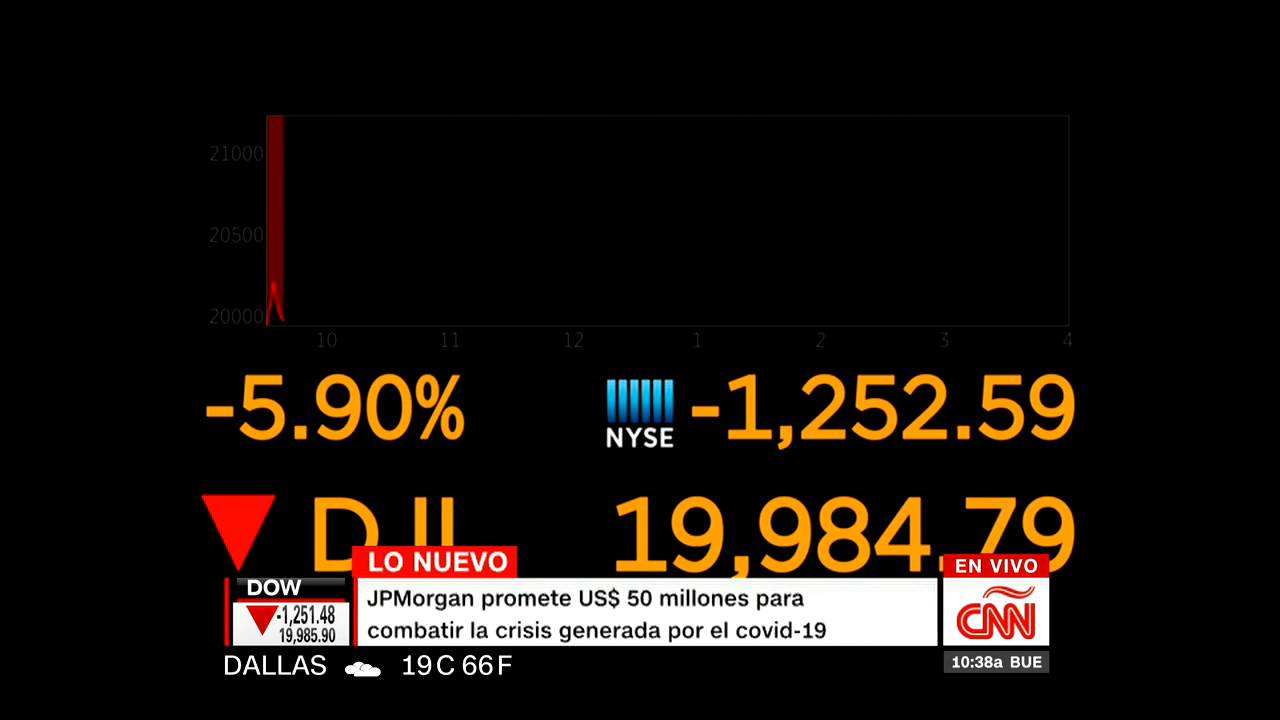 21000
20500
20000
10 11 12 1 2 3 4
-5.90% NYSE -1,252.59
DJI 19,984.79
LO NUEVO
EN VIVO
DOW
-1,251.48
19,985.90
JPMorgan promete US$ 50 millones para
combatir la crisis generada por el covid-19
CNN
DALLAS 19 C 66 F
10:38a BUE